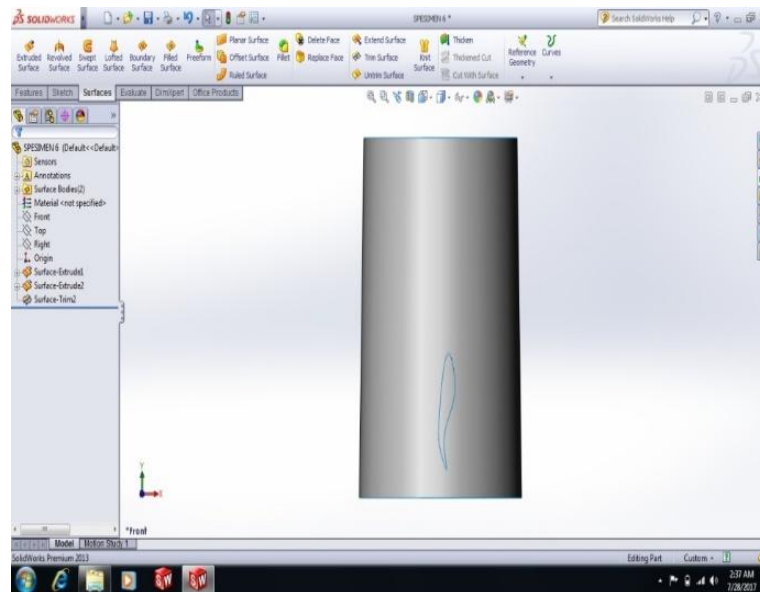 SOLIDWORKS
SPESIMEN 6 *
Search SolidWorks Help
Extruded Surface
Revolved Surface
Swept Surface
Lofted Surface
Boundary Surface
Filled Surface
Freeform
Planar Surface
Offset Surface
Ruled Surface
Fillet
Delete Face
Replace Face
Extend Surface
Trim Surface
Untrim Surface
Knit Surface
Thicken
Thickened Cut
Cut With Surface
Reference Geometry
Curves
Features
Sketch
Surfaces
Evaluate
DimXpert
Office Products
SPESIMEN 6 (Default<<Default>
Sensors
Annotations
Surface Bodies(2)
Material <not specified>
Front
Top
Right
Origin
Surface-Extrude1
Surface-Extrude2
Surface-Trim2
Y
X
*Front
Model
Motion Study 1
SolidWorks Premium 2013
Editing Part
Custom
2:37 AM
7/28/2017